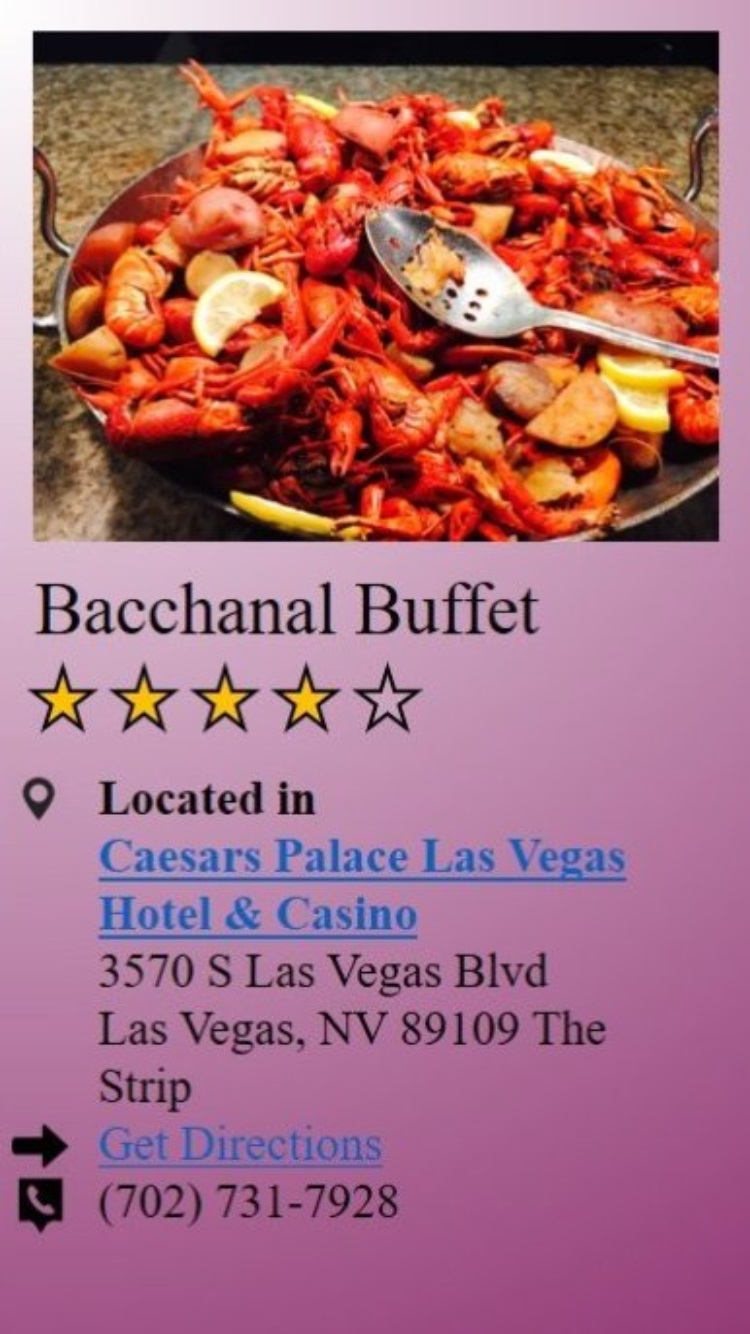 Bacchanal Buffet
Located in
Caesars Palace Las Vegas
Hotel & Casino
3570 S Las Vegas Blvd
Las Vegas, NV 89109 The
Strip
Get Directions
(702) 731-7928